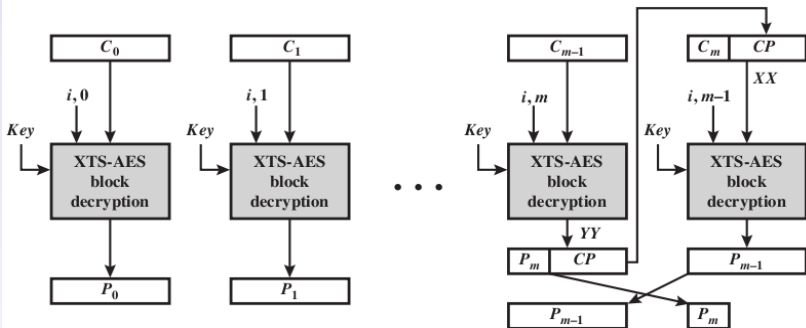 C₀
C₁
Cₘ₋₁
Cₘ CP
XX
i, 0
i, 1
i, m
i, m–1
Key
Key
Key
Key
XTS-AES
block
decryption
XTS-AES
block
decryption
• • •
XTS-AES
block
decryption
XTS-AES
block
decryption
YY
P₀
P₁
Pₘ CP
Pₘ₋₁
Pₘ₋₁
Pₘ